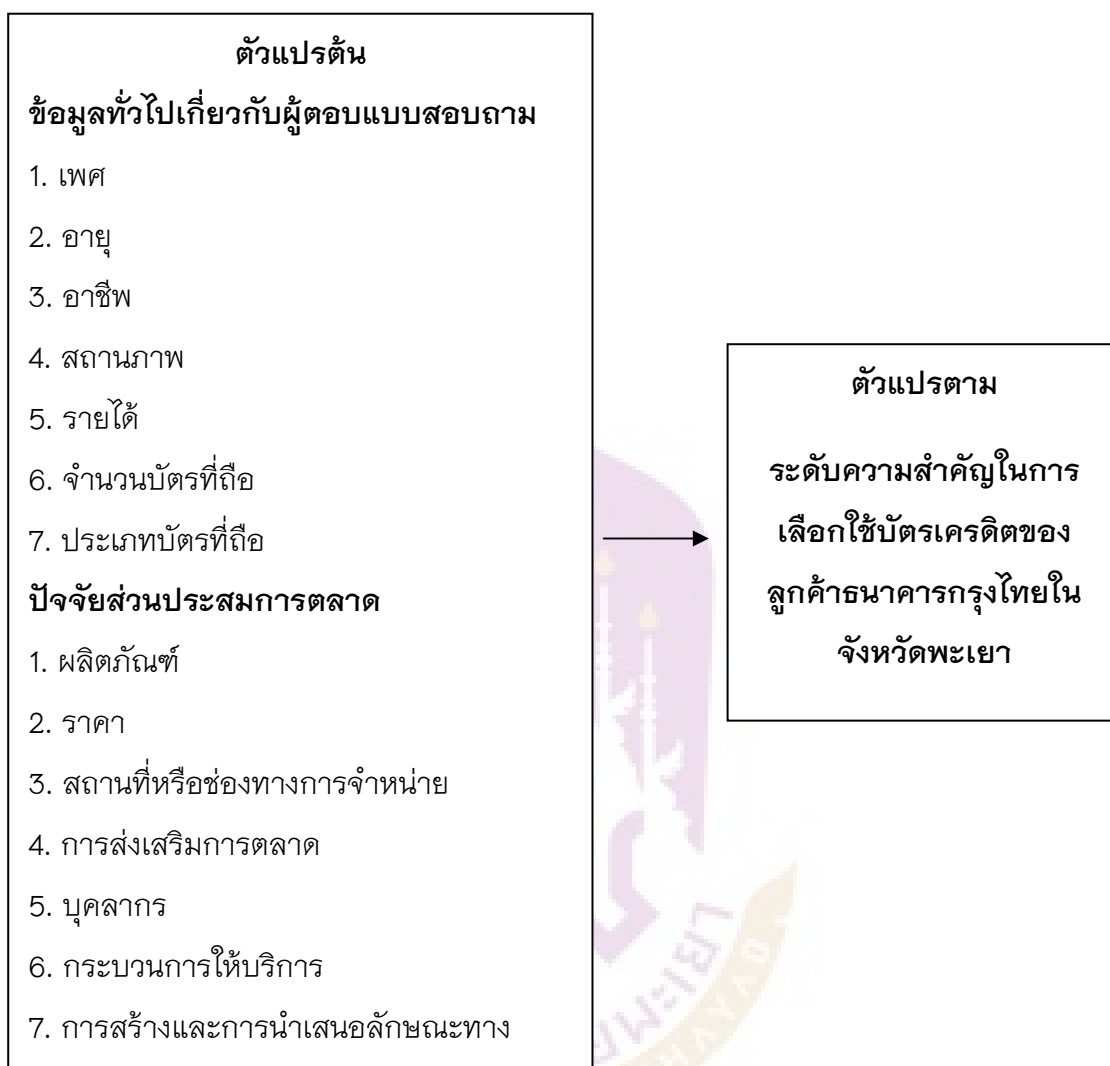 ตัวแปรต้น
ข้อมูลทั่วไปเกี่ยวกับผู้ตอบแบบสอบถาม
1. เพศ
2. อายุ
3. อาชีพ
4. สถานภาพ
5. รายได้
6. จำนวนบัตรที่ถือ
7. ประเภทบัตรที่ถือ
ปัจจัยส่วนประสมการตลาด
1. ผลิตภัณฑ์
2. ราคา
3. สถานที่หรือช่องทางการจำหน่าย
4. การส่งเสริมการตลาด
5. บุคลากร
6. กระบวนการให้บริการ
7. การสร้างและการนำเสนอลักษณะทาง
ตัวแปรตาม
ระดับความสำคัญในการ
เลือกใช้บัตรเครดิตของ
ลูกค้าธนาคารกรุงไทยใน
จังหวัดพะเยา